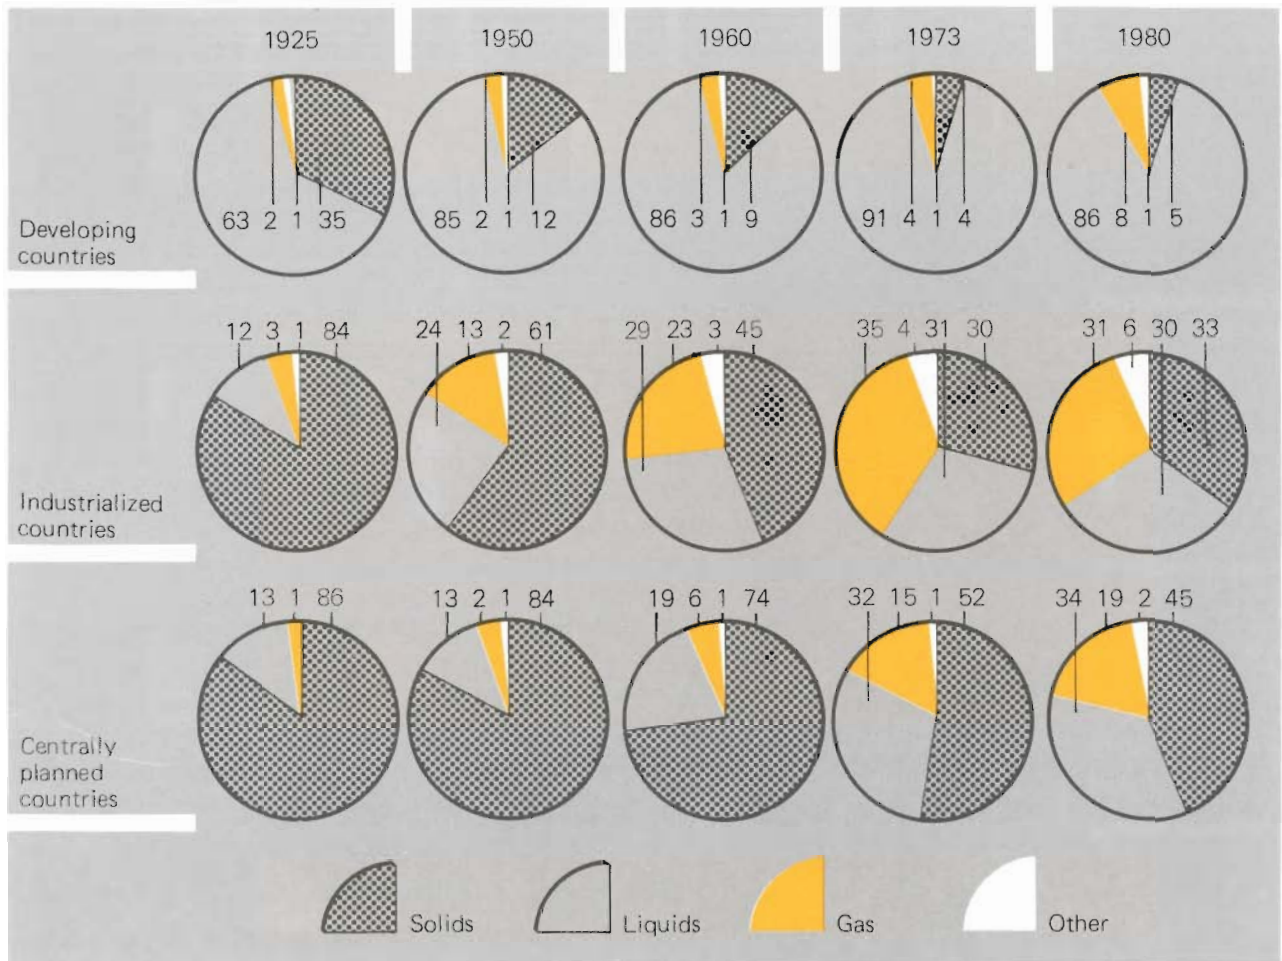 1925 1950 1960 1973 1980
63 2 1 35 85 2 1 12 86 3 1 9 91 4 1 4 86 8 1 5
Developing
countries
12 3 1 84 24 13 2 61 29 23 3 45 35 4 31 30 31 6 30 33
Industrialized
countries
13 1 86 13 2 1 84 19 6 1 74 32 15 1 52 34 19 2 45
Centrally
planned
countries
Solids Liquids Gas Other